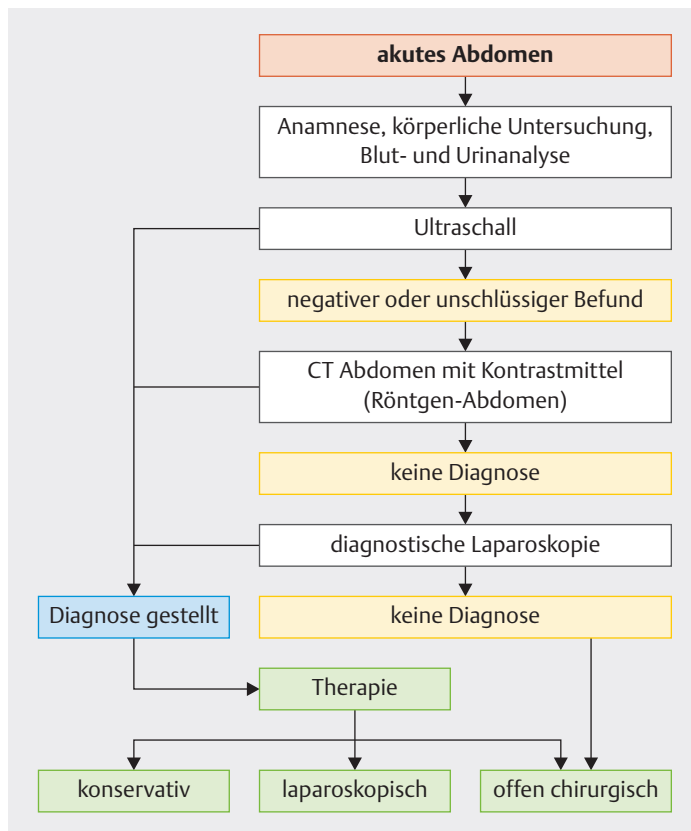 akutes Abdomen
Anamnese, körperliche Untersuchung,
Blut- und Urinanalyse
Ultraschall
negativer oder unschlüssiger Befund
CT Abdomen mit Kontrastmittel
(Röntgen-Abdomen)
keine Diagnose
diagnostische Laparoskopie
Diagnose gestellt
keine Diagnose
Therapie
konservativ
laparoskopisch
offen chirurgisch